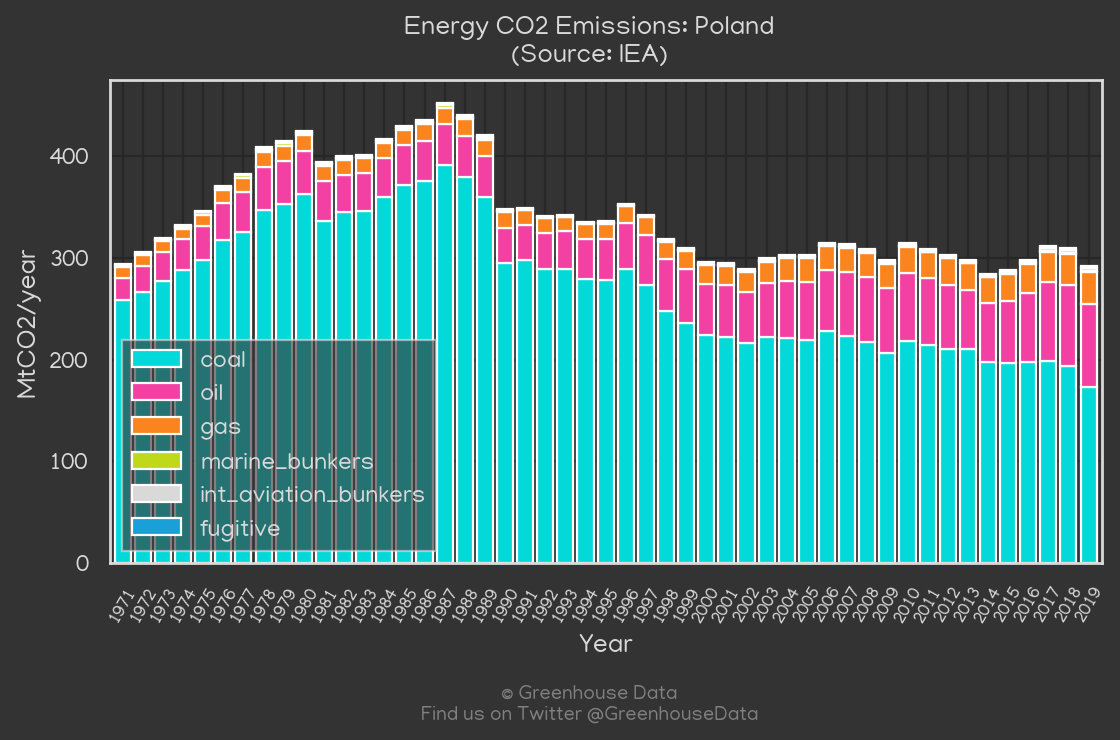 Energy CO2 Emissions: Poland
(Source: IEA)
MtCO2/year
400
300
200
100
0
coal
oil
gas
marine_bunkers
int_aviation_bunkers
fugitive
1971 1972 1973 1974 1975 1976 1977 1978 1979 1980 1981 1982 1983 1984 1985 1986 1987 1988 1989 1990 1991 1992 1993 1994 1995 1996 1997 1998 1999 2000 2001 2002 2003 2004 2005 2006 2007 2008 2009 2010 2011 2012 2013 2014 2015 2016 2017 2018 2019
Year
© Greenhouse Data
Find us on Twitter @GreenhouseData